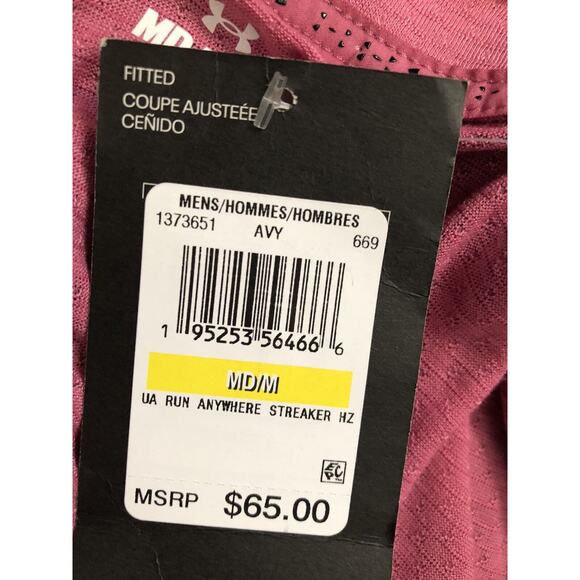 MD
FITTED
COUPE AJUSTEÉE
CEÑIDO
MENS/HOMMES/HOMBRES
1373651 AVY 669
1 95253 56466 6
MD/M
UA RUN ANYWHERE STREAKER HZ
MSRP $65.00